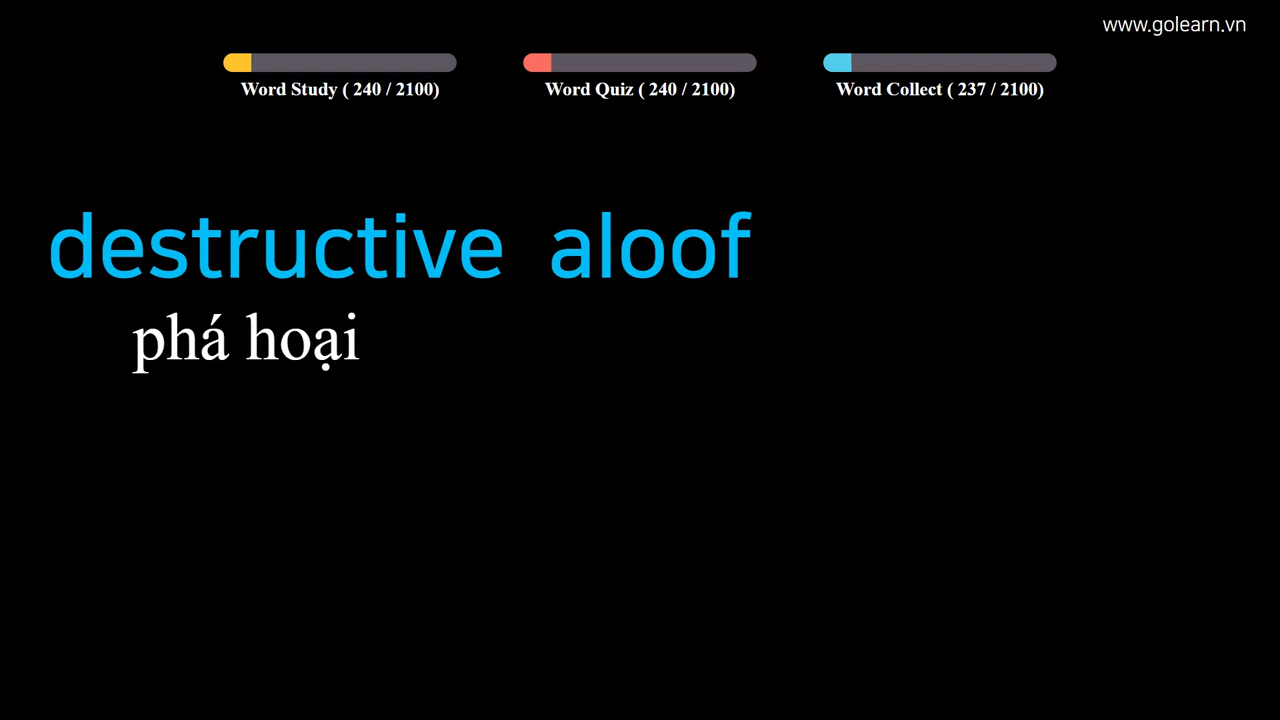 www.golearn.vn
Word Study ( 240 / 2100) Word Quiz ( 240 / 2100) Word Collect ( 237 / 2100)
destructive aloof
phá hoại